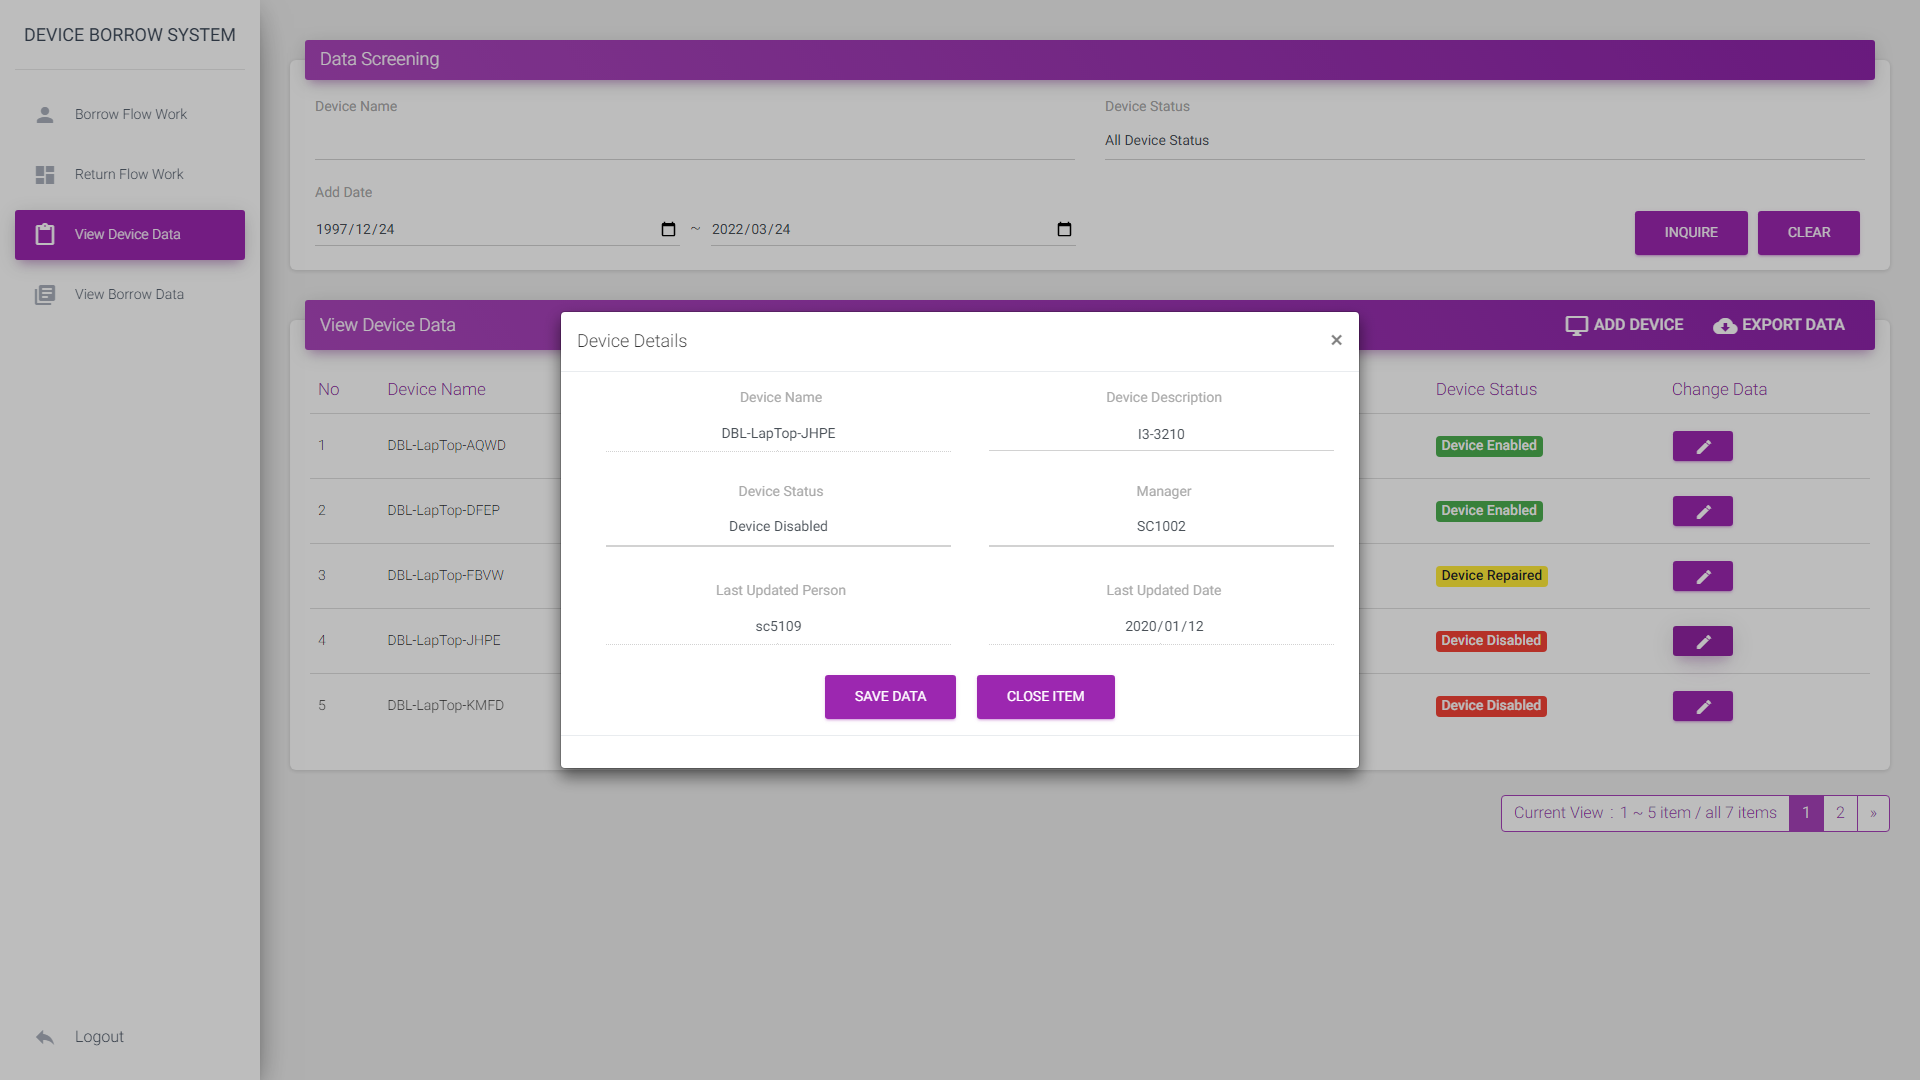 DEVICE BORROW SYSTEM
Borrow Flow Work
Return Flow Work
View Device Data
View Borrow Data
Logout
Data Screening
Device Name
Device Status
All Device Status
Add Date
1997/12/24 ~ 2022/03/24
INQUIRE CLEAR
View Device Data
ADD DEVICE EXPORT DATA
No Device Name Device Status Change Data
1 DBL-LapTop-AQWD Device Enabled
2 DBL-LapTop-DFEP Device Enabled
3 DBL-LapTop-FBVW Device Repaired
4 DBL-LapTop-JHPE Device Disabled
5 DBL-LapTop-KMFD Device Disabled
Device Details ×
Device Name Device Description
DBL-LapTop-JHPE I3-3210
Device Status Manager
Device Disabled SC1002
Last Updated Person Last Updated Date
sc5109 2020/01/12
SAVE DATA CLOSE ITEM
Current View : 1 ~ 5 item / all 7 items 1 2 »